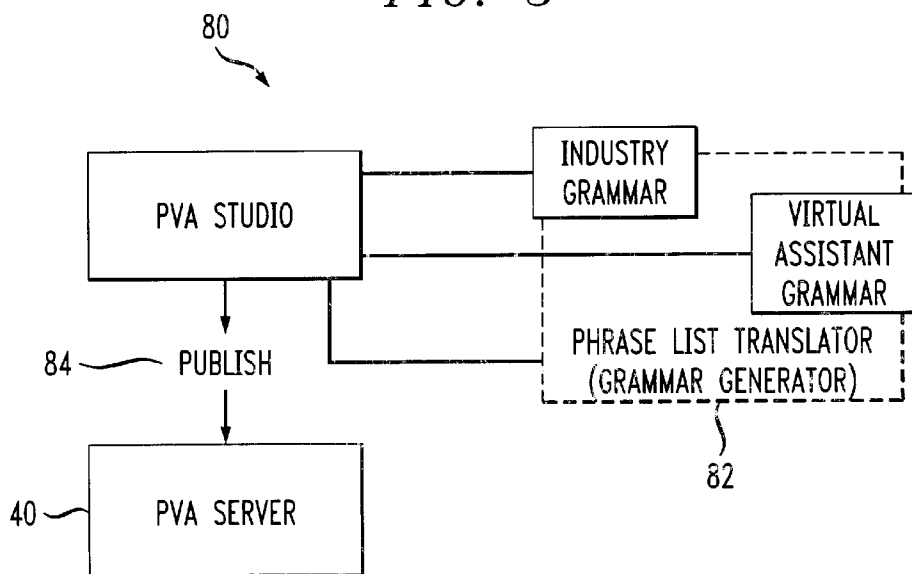 80
PVA STUDIO
INDUSTRY
GRAMMAR
VIRTUAL
ASSISTANT
GRAMMAR
84
PUBLISH
PHRASE LIST TRANSLATOR
(GRAMMAR GENERATOR)
82
40
PVA SERVER